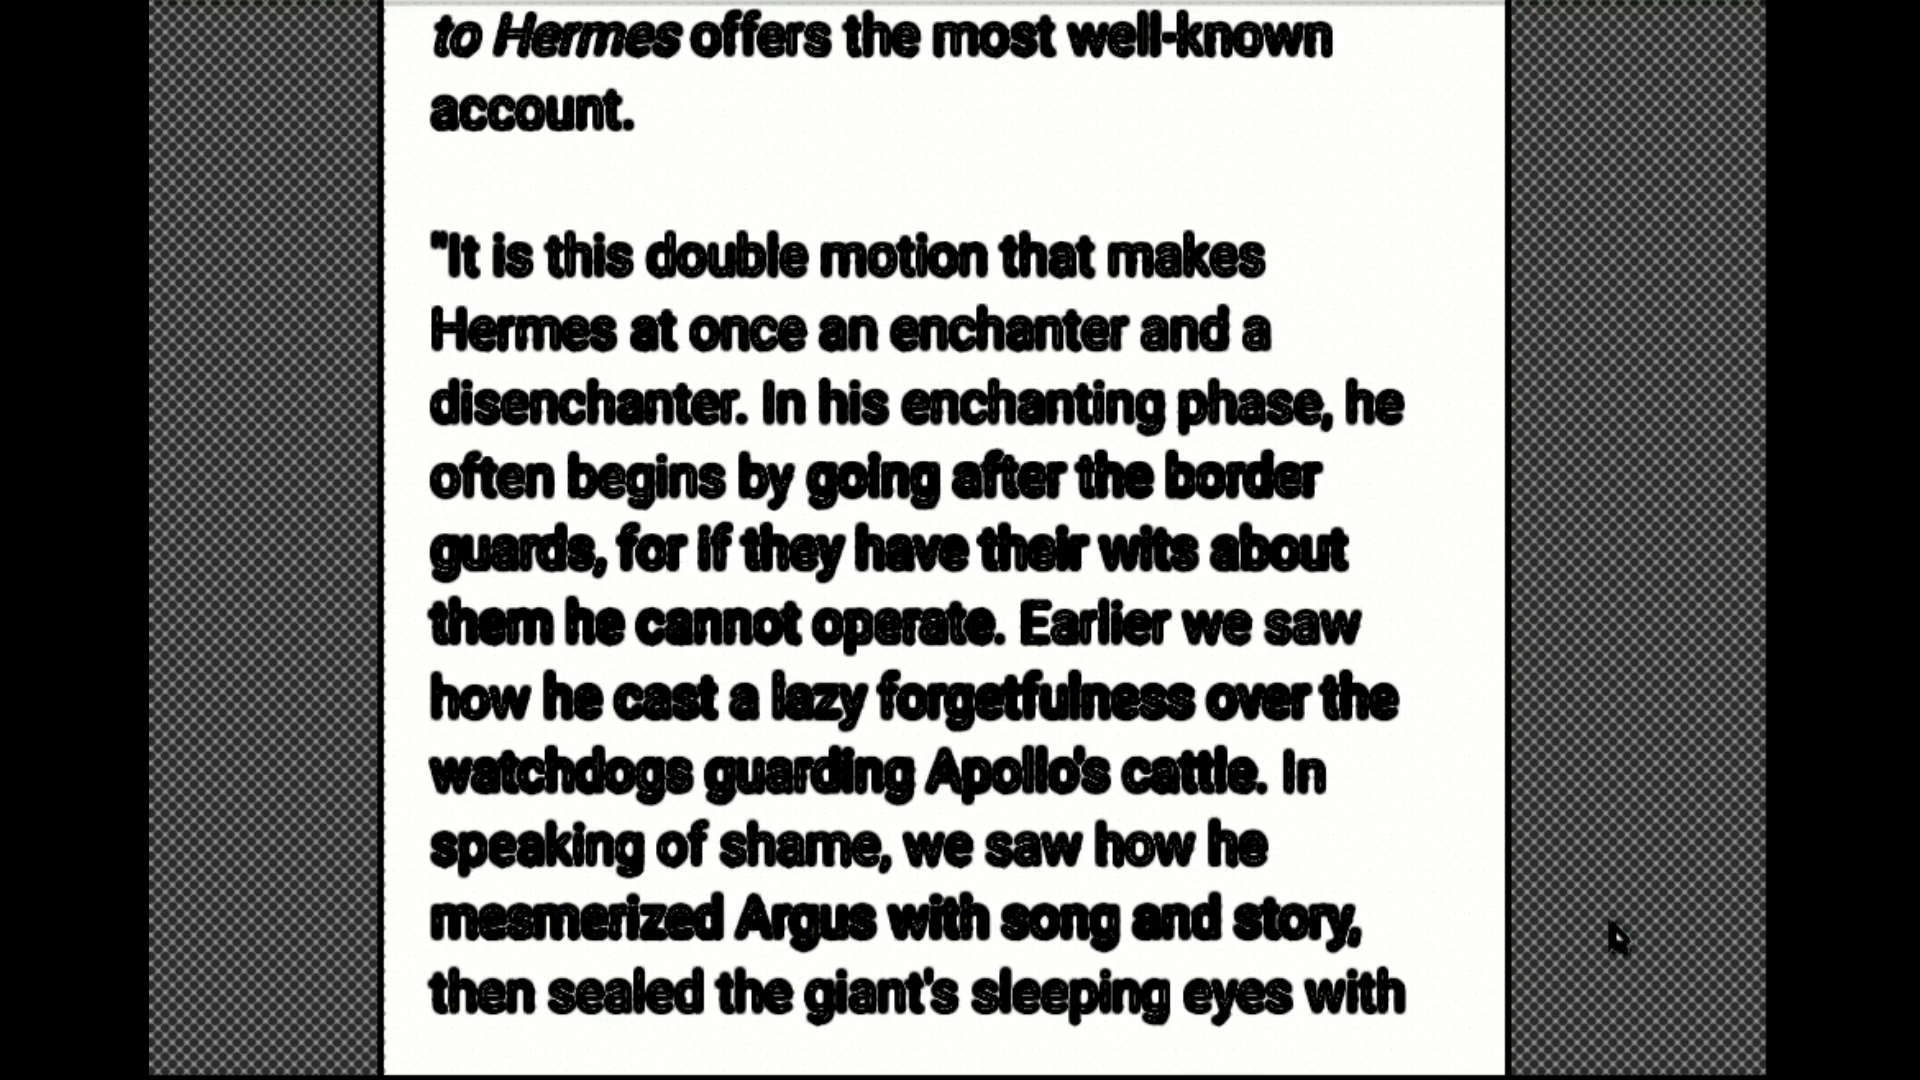 to Hermes offers the most well-known
account.
"It is this double motion that makes
Hermes at once an enchanter and a
disenchanter. In his enchanting phase, he
often begins by going after the border
guards, for if they have their wits about
them he cannot operate. Earlier we saw
how he cast a lazy forgetfulness over the
watchdogs guarding Apollo's cattle. In
speaking of shame, we saw how he
mesmerized Argus with song and story,
then sealed the giant's sleeping eyes with